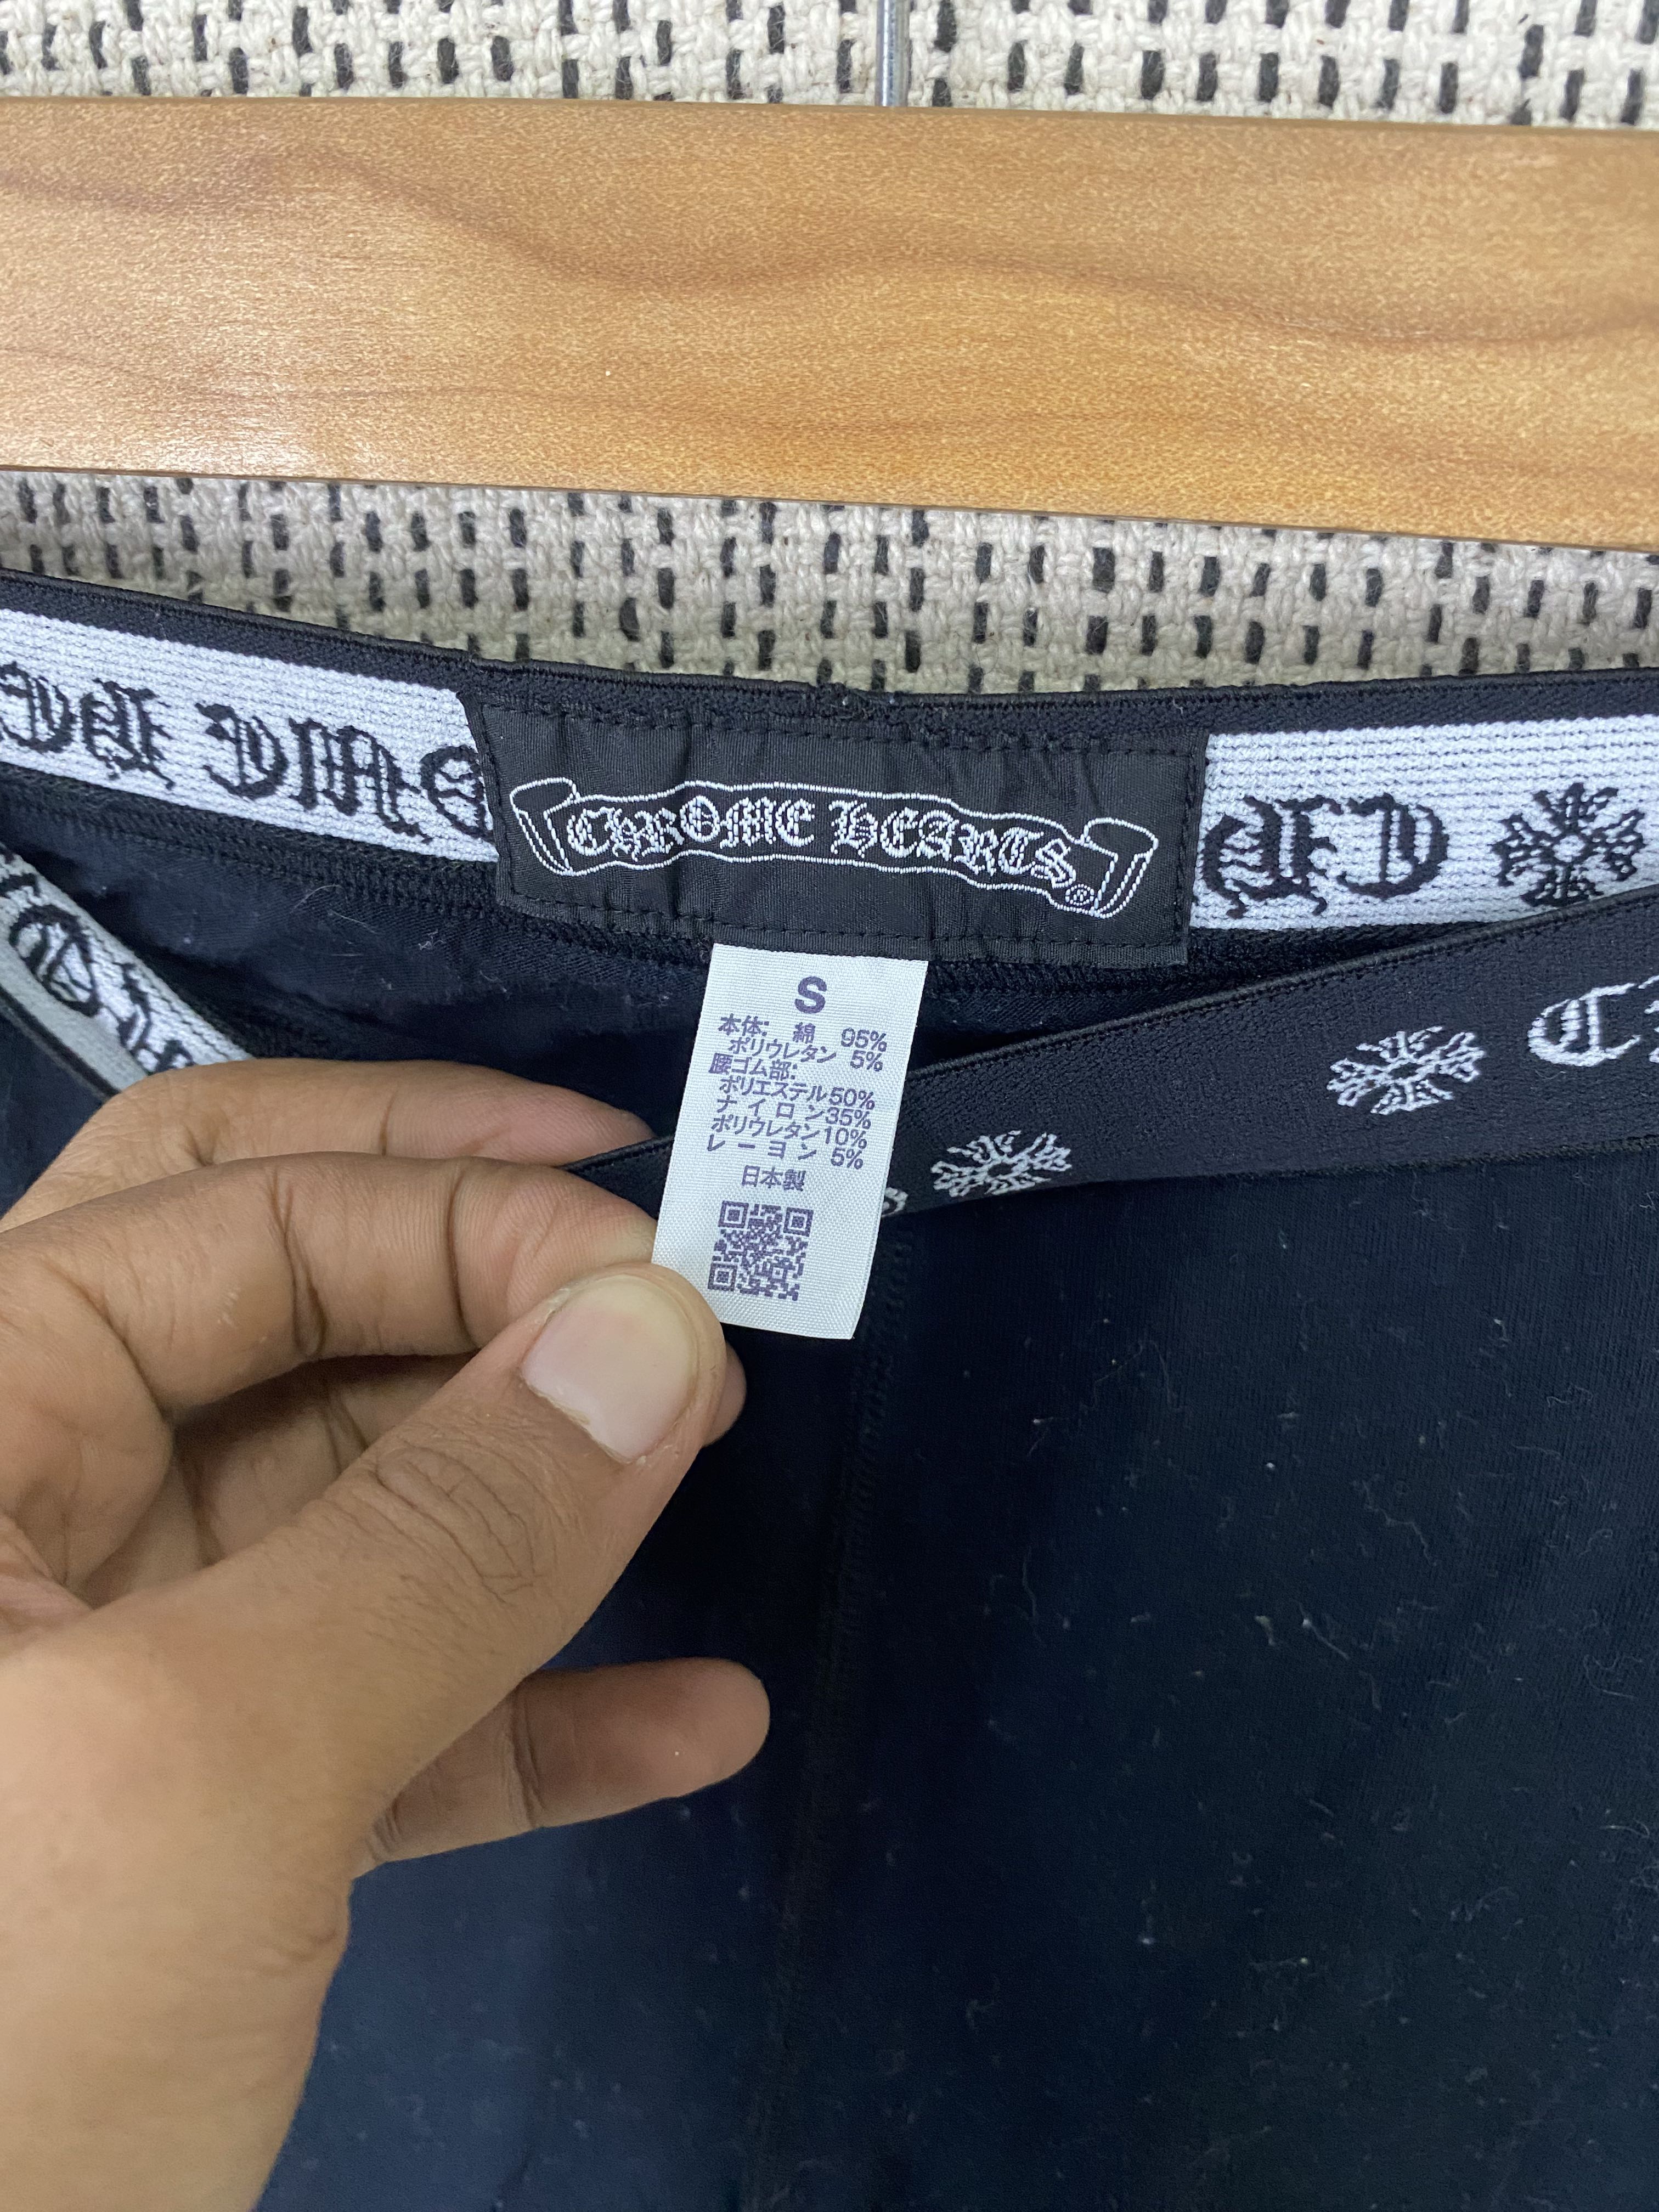 CHROME HEARTS®
S
本体: 綿 95%
ポリウレタン 5%
腰ゴム部:
ポリエステル50%
ナイロン35%
ポリウレタン10%
レーヨン 5%
日本製